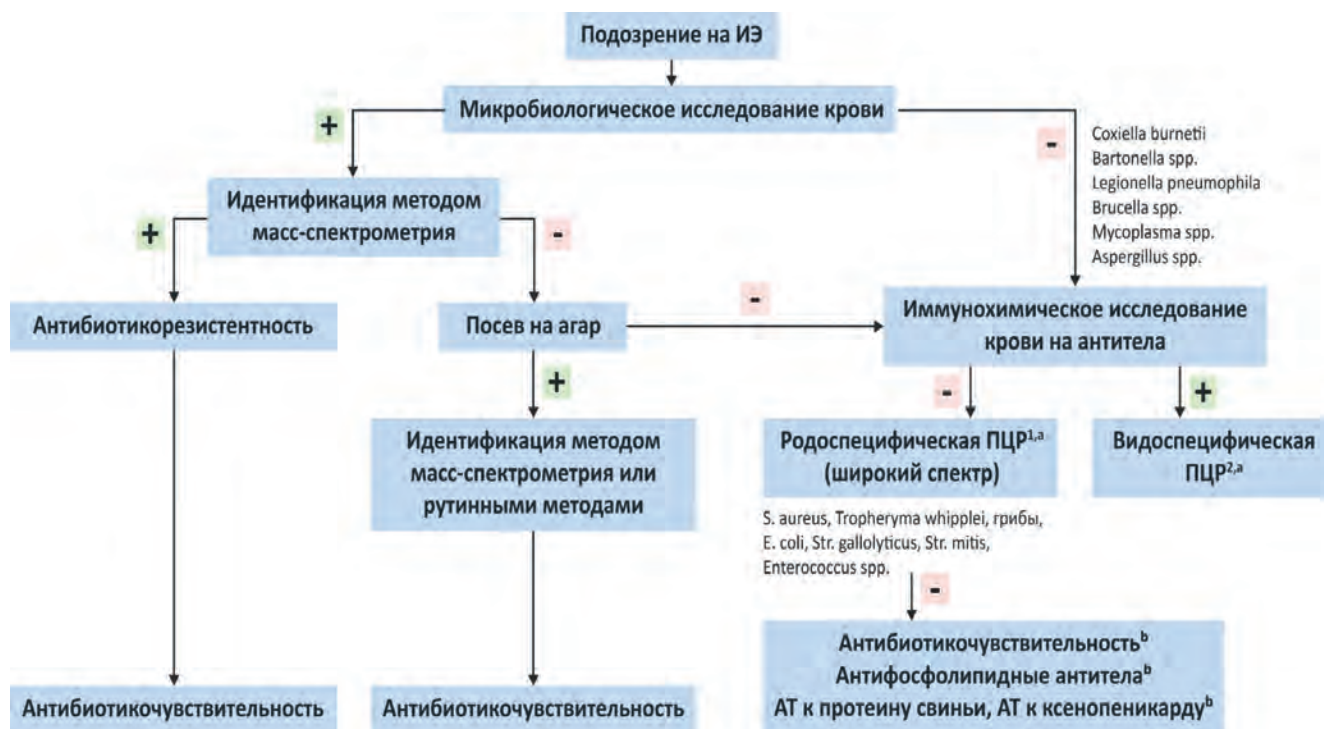 Подозрение на ИЭ
Микробиологическое исследование крови
+
-
Coxiella burnetii
Bartonella spp.
Legionella pneumophila
Brucella spp.
Mycoplasma spp.
Aspergillus spp.
Идентификация методом
масс-спектрометрия
+
-
Антибиотикорезистентность
Посев на агар
-
Иммунохимическое исследование
крови на антитела
+
-
+
Идентификация методом
масс-спектрометрия или
рутинными методами
Родоспецифическая ПЦР¹,ᵃ
(широкий спектр)
Видоспецифическая
ПЦР²,ᵃ
S. aureus, Tropheryma whipplei, грибы,
E. coli, Str. gallolyticus, Str. mitis,
Enterococcus spp.
-
Антибиотикочувствительность
Антибиотикочувствительность
Антибиотикочувствительностьᵇ
Антифосфолипидные антителаᵇ
АТ к протеину свиньи, АТ к ксенопеникардуᵇ